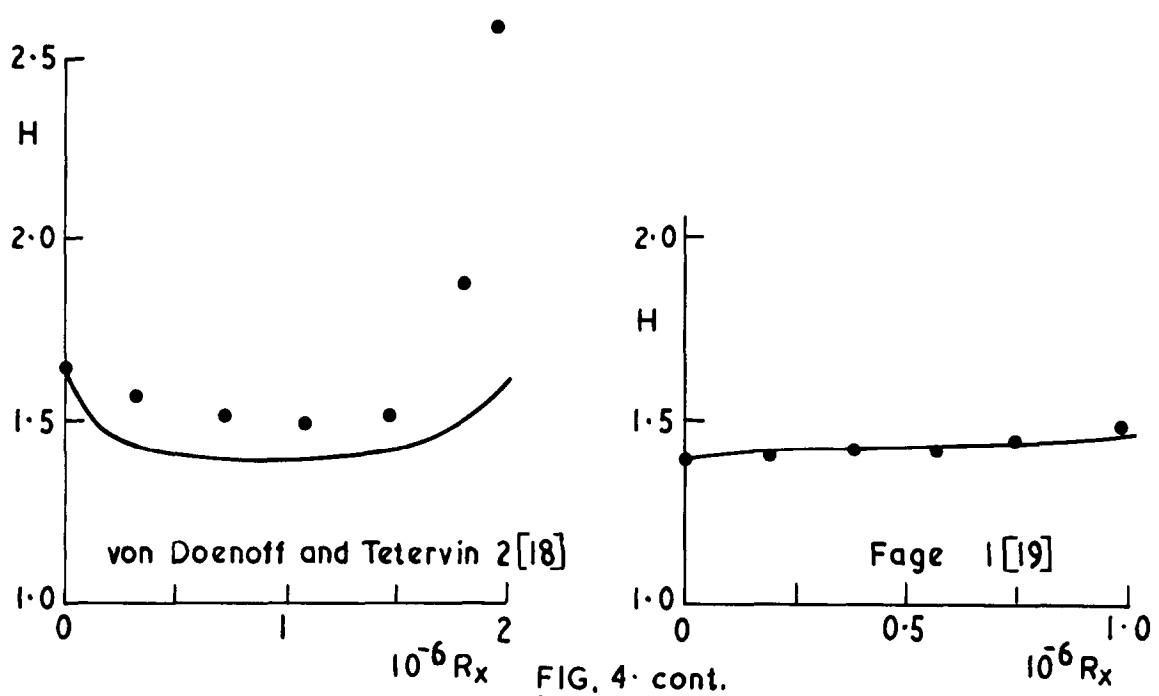 2·5
H
2·0
1·5
1·0
von Doenoff and Tetervin 2[18]
0
1
2
10⁻⁶ Rx
2·0
H
1·5
1·0
Fage 1[19]
0
0·5
1·0
10⁻⁶ Rx
FIG. 4· cont.